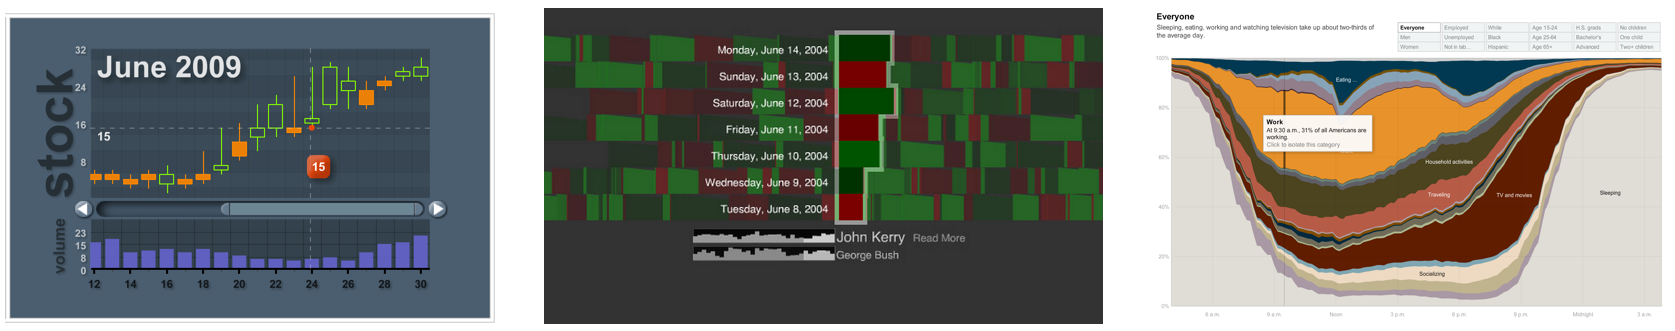 stock
June 2009
32
24
16
8
15
15
volume
23
15
8
0
12 14 16 18 20 22 24 26 28 30
Monday, June 14, 2004
Sunday, June 13, 2004
Saturday, June 12, 2004
Friday, June 11, 2004
Thursday, June 10, 2004
Wednesday, June 9, 2004
Tuesday, June 8, 2004
John Kerry Read More
George Bush
Everyone
Sleeping, eating, working and watching television take up about two-thirds of
the average day.
Everyone Employed White Age 15-24 H.S. grads No children
Men Unemployed Black Age 25-64 Bachelor's One child
Women Not in lab... Hispanic Age 65+ Advanced Two+ children
100%
80%
60%
40%
20%
0%
Eating ...
Work
At 9:30 a.m., 31% of all Americans are
working.
Click to isolate this category
Household activities
Traveling
TV and movies
Sleeping
Socializing
6 a.m. 9 a.m. Noon 3 p.m. 6 p.m. 9 p.m. Midnight 3 a.m.